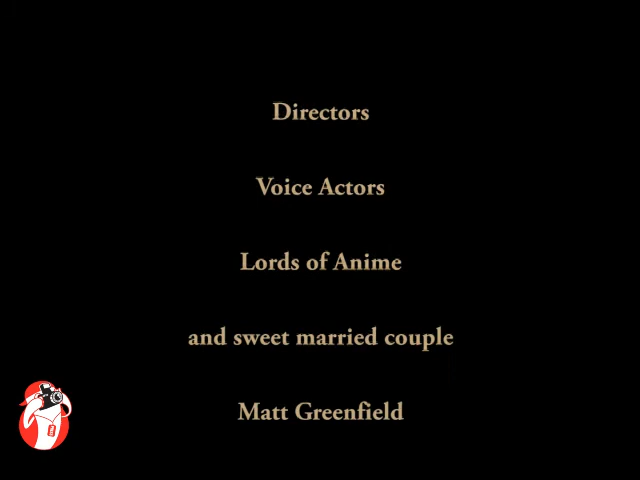 Directors
Voice Actors
Lords of Anime
and sweet married couple
Matt Greenfield